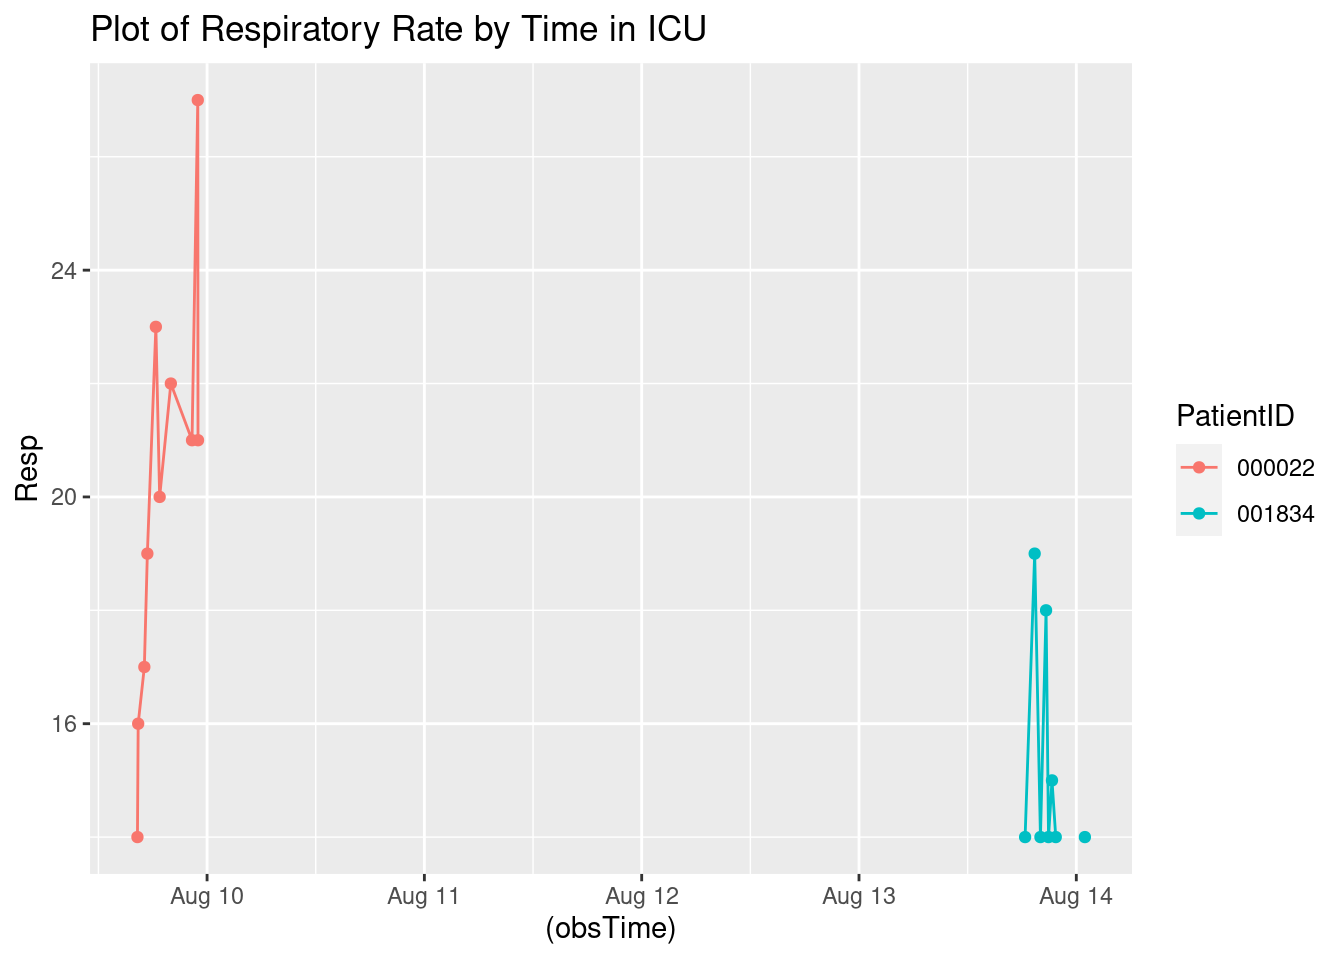 Plot of Respiratory Rate by Time in ICU
24
20
16
Resp
Aug 10 Aug 11 Aug 12 Aug 13 Aug 14
(obsTime)
PatientID
000022
001834